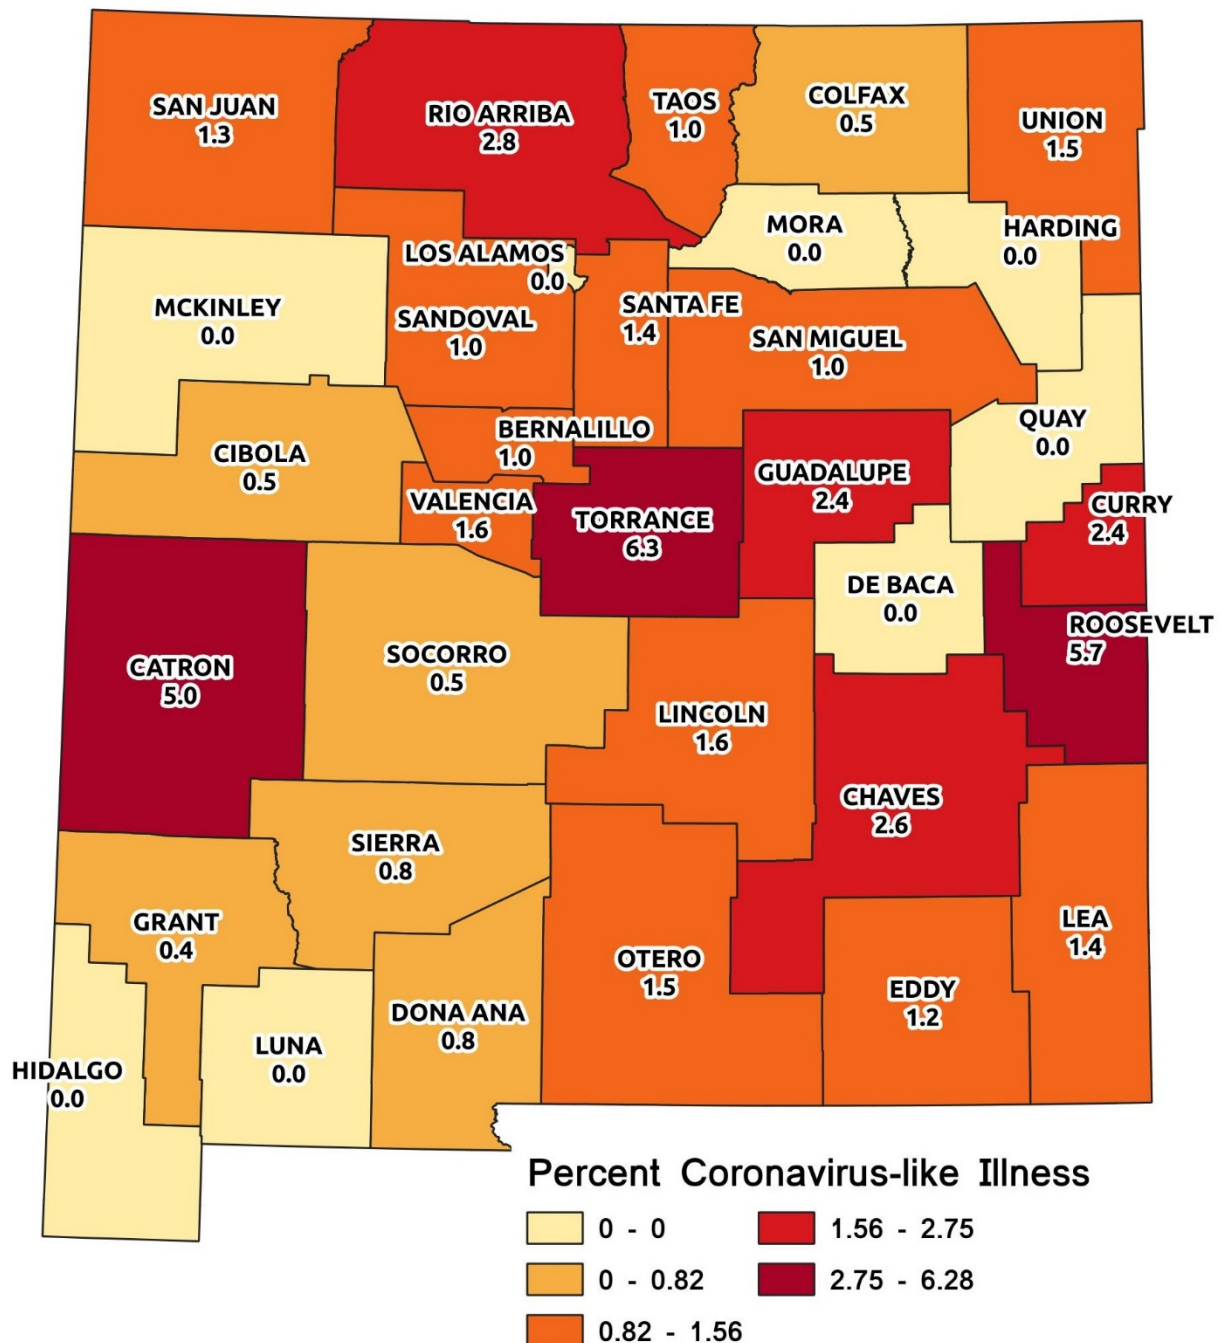 SAN JUAN
1.3
RIO ARRIBA
2.8
TAOS
1.0
COLFAX
0.5
UNION
1.5
MORA
0.0
HARDING
0.0
LOS ALAMOS
0.0
MCKINLEY
0.0
SANDOVAL
1.0
SANTA FE
1.4
SAN MIGUEL
1.0
QUAY
0.0
BERNALILLO
1.0
CIBOLA
0.5
GUADALUPE
2.4
VALENCIA
1.6
CURRY
2.4
TORRANCE
6.3
DE BACA
0.0
ROOSEVELT
5.7
CATRON
5.0
SOCORRO
0.5
LINCOLN
1.6
CHAVES
2.6
SIERRA
0.8
GRANT
0.4
LEA
1.4
OTERO
1.5
EDDY
1.2
DONA ANA
0.8
LUNA
0.0
HIDALGO
0.0
Percent Coronavirus-like Illness
0 - 0
0 - 0.82
0.82 - 1.56
1.56 - 2.75
2.75 - 6.28